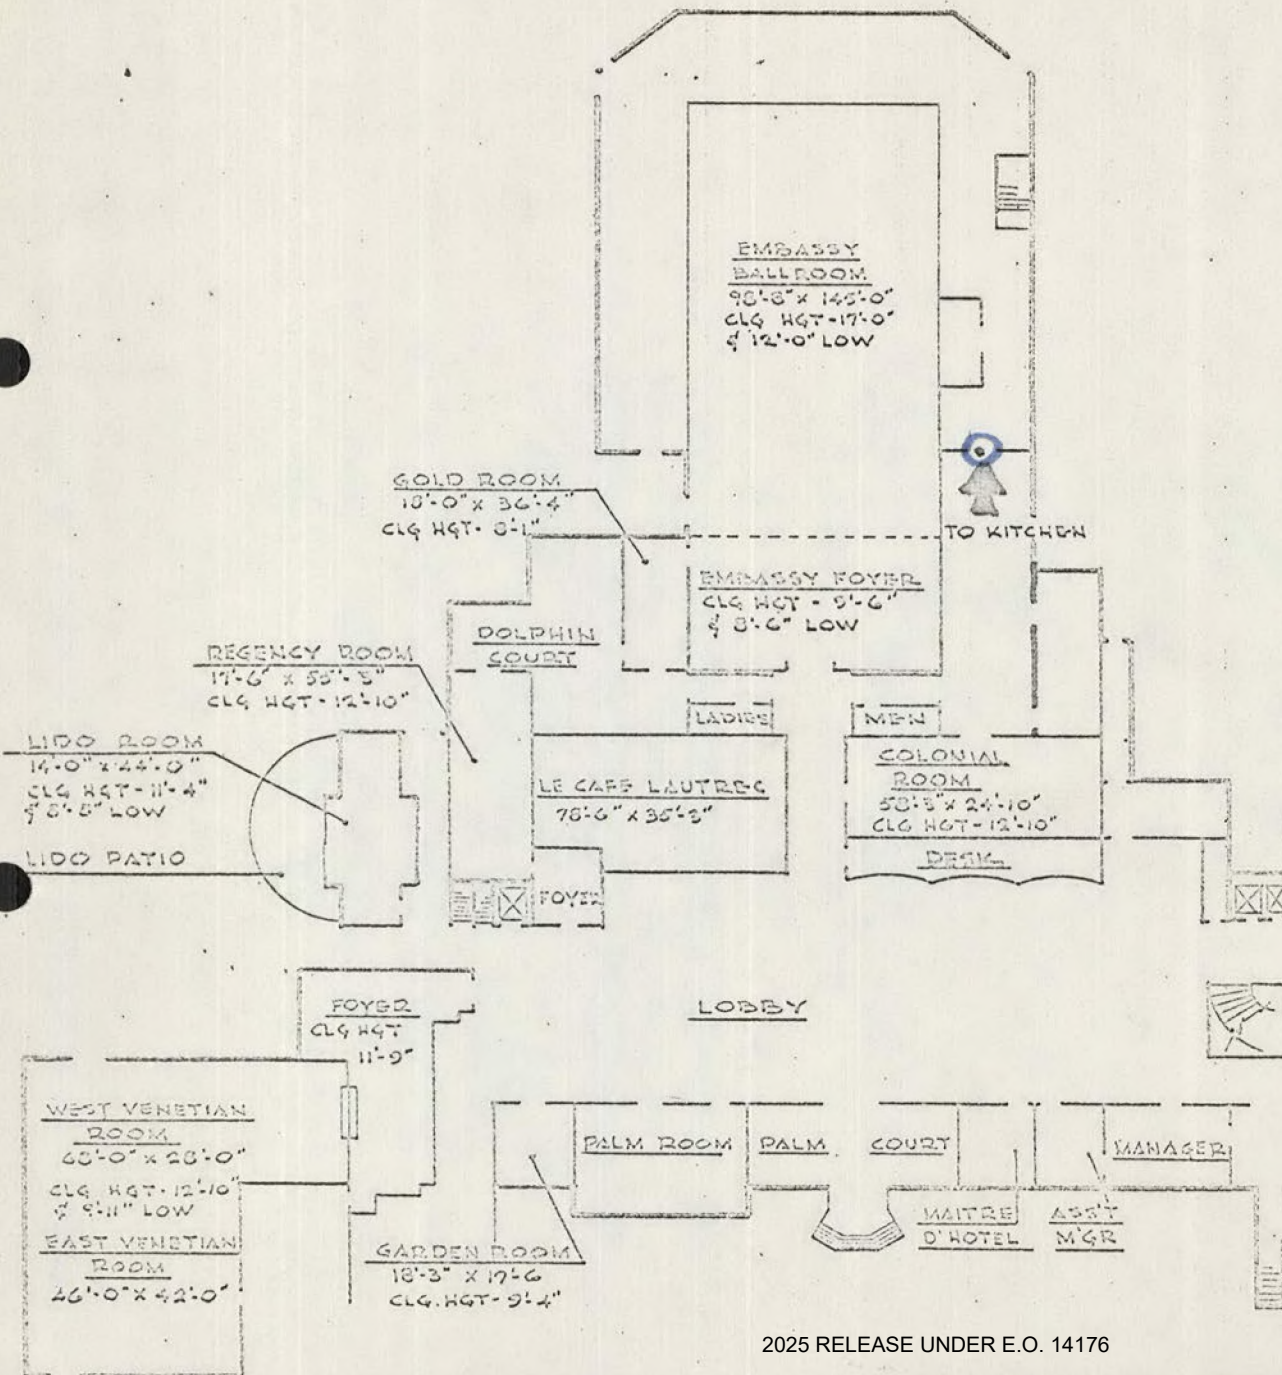 EMBASSY
BALLROOM
98'-8" x 145'-0"
CLG HGT-17'-0"
& 12'-0" LOW
GOLD ROOM
18'-0" x 36'-4"
CLG HGT- 8'-1"
TO KITCHEN
EMBASSY FOYER
CLG HGT - 9'-6"
& 8'-6" LOW
DOLPHIN
COURT
REGENCY ROOM
17'-6" x 55'-3"
CLG HGT-12'-10"
LADIES
MEN
LIDO ROOM
14'-0" x 44'-0"
CLG HGT-11'-4"
& 8'-8" LOW
LE CAFE LAUTREC
78'-6" x 35'-3"
COLONIAL
ROOM
58'-3" x 24'-10"
CLG HGT-12'-10"
LIDO PATIO
DESK
FOYER
FOYER
CLG HGT
11'-9"
LOBBY
WEST VENETIAN
ROOM
68'-0" x 28'-0"
CLG. HGT-12'-10"
& 9'-11" LOW
EAST VENETIAN
ROOM
46'-0" x 42'-0"
PALM ROOM
PALM COURT
MANAGER
MAITRE
D'HOTEL
ASS'T
M'GR
GARDEN ROOM
18'-3" x 17'-6
CLG. HGT- 9'-4"
2025 RELEASE UNDER E.O. 14176